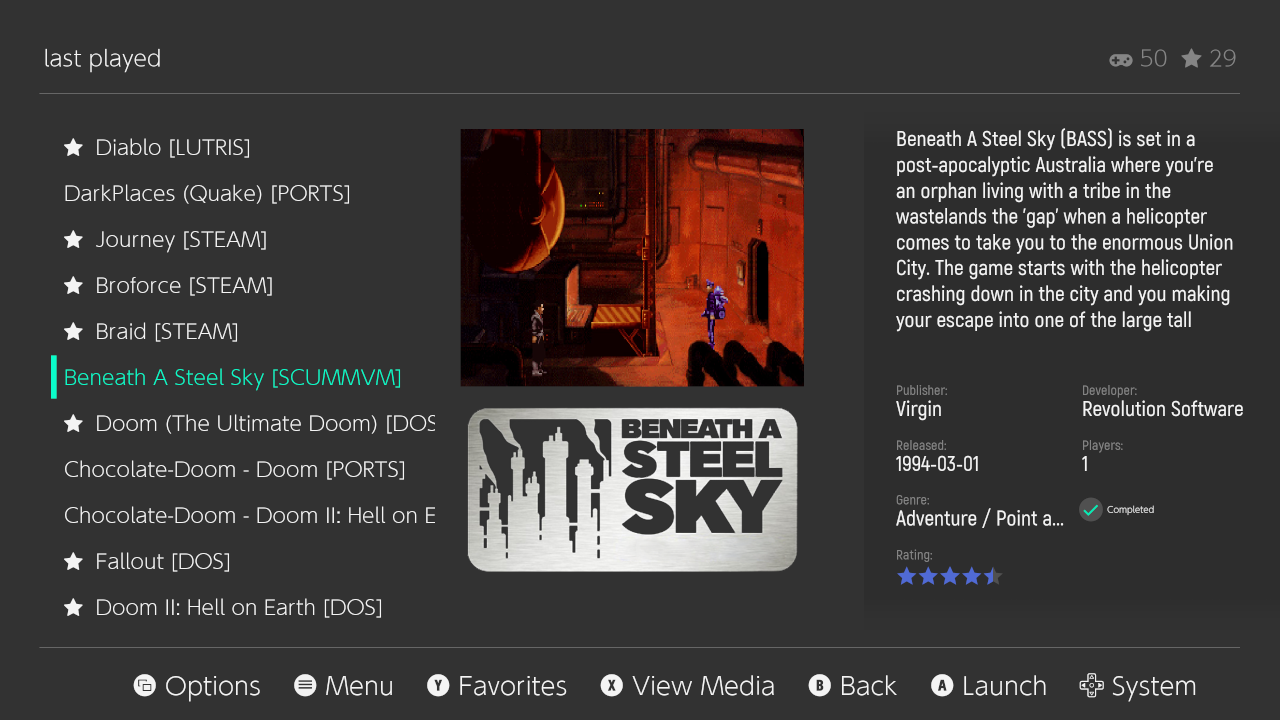 last played
50 29
Diablo [LUTRIS]
DarkPlaces (Quake) [PORTS]
Journey [STEAM]
Broforce [STEAM]
Braid [STEAM]
Beneath A Steel Sky [SCUMMVM]
Doom (The Ultimate Doom) [DOS
Chocolate-Doom - Doom [PORTS]
Chocolate-Doom - Doom II: Hell on E
Fallout [DOS]
Doom II: Hell on Earth [DOS]
BENEATH A
STEEL
SKY
Beneath A Steel Sky (BASS) is set in a
post-apocalyptic Australia where you're
an orphan living with a tribe in the
wastelands the 'gap' when a helicopter
comes to take you to the enormous Union
City. The game starts with the helicopter
crashing down in the city and you making
your escape into one of the large tall
Publisher: Developer:
Virgin Revolution Software
Released: Players:
1994-03-01 1
Genre:
Adventure / Point a... Completed
Rating:
Options Menu Y Favorites X View Media B Back A Launch System